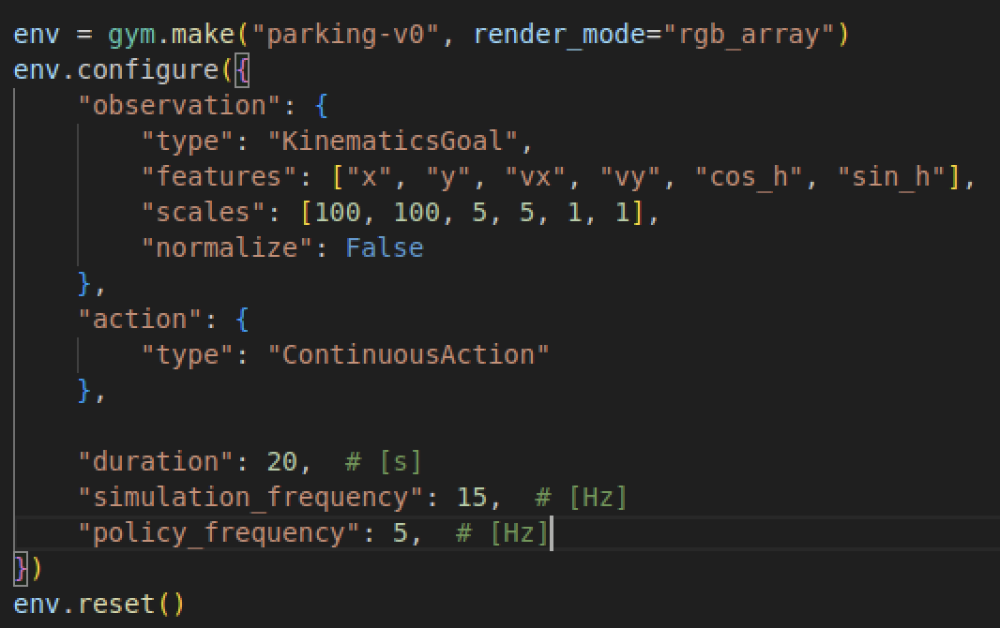 env = gym.make("parking-v0", render_mode="rgb_array")
env.configure({
    "observation": {
        "type": "KinematicsGoal",
        "features": ["x", "y", "vx", "vy", "cos_h", "sin_h"],
        "scales": [100, 100, 5, 5, 1, 1],
        "normalize": False
    },
    "action": {
        "type": "ContinuousAction"
    },

    "duration": 20,  # [s]
    "simulation_frequency": 15,  # [Hz]
    "policy_frequency": 5,  # [Hz]
})
env.reset()